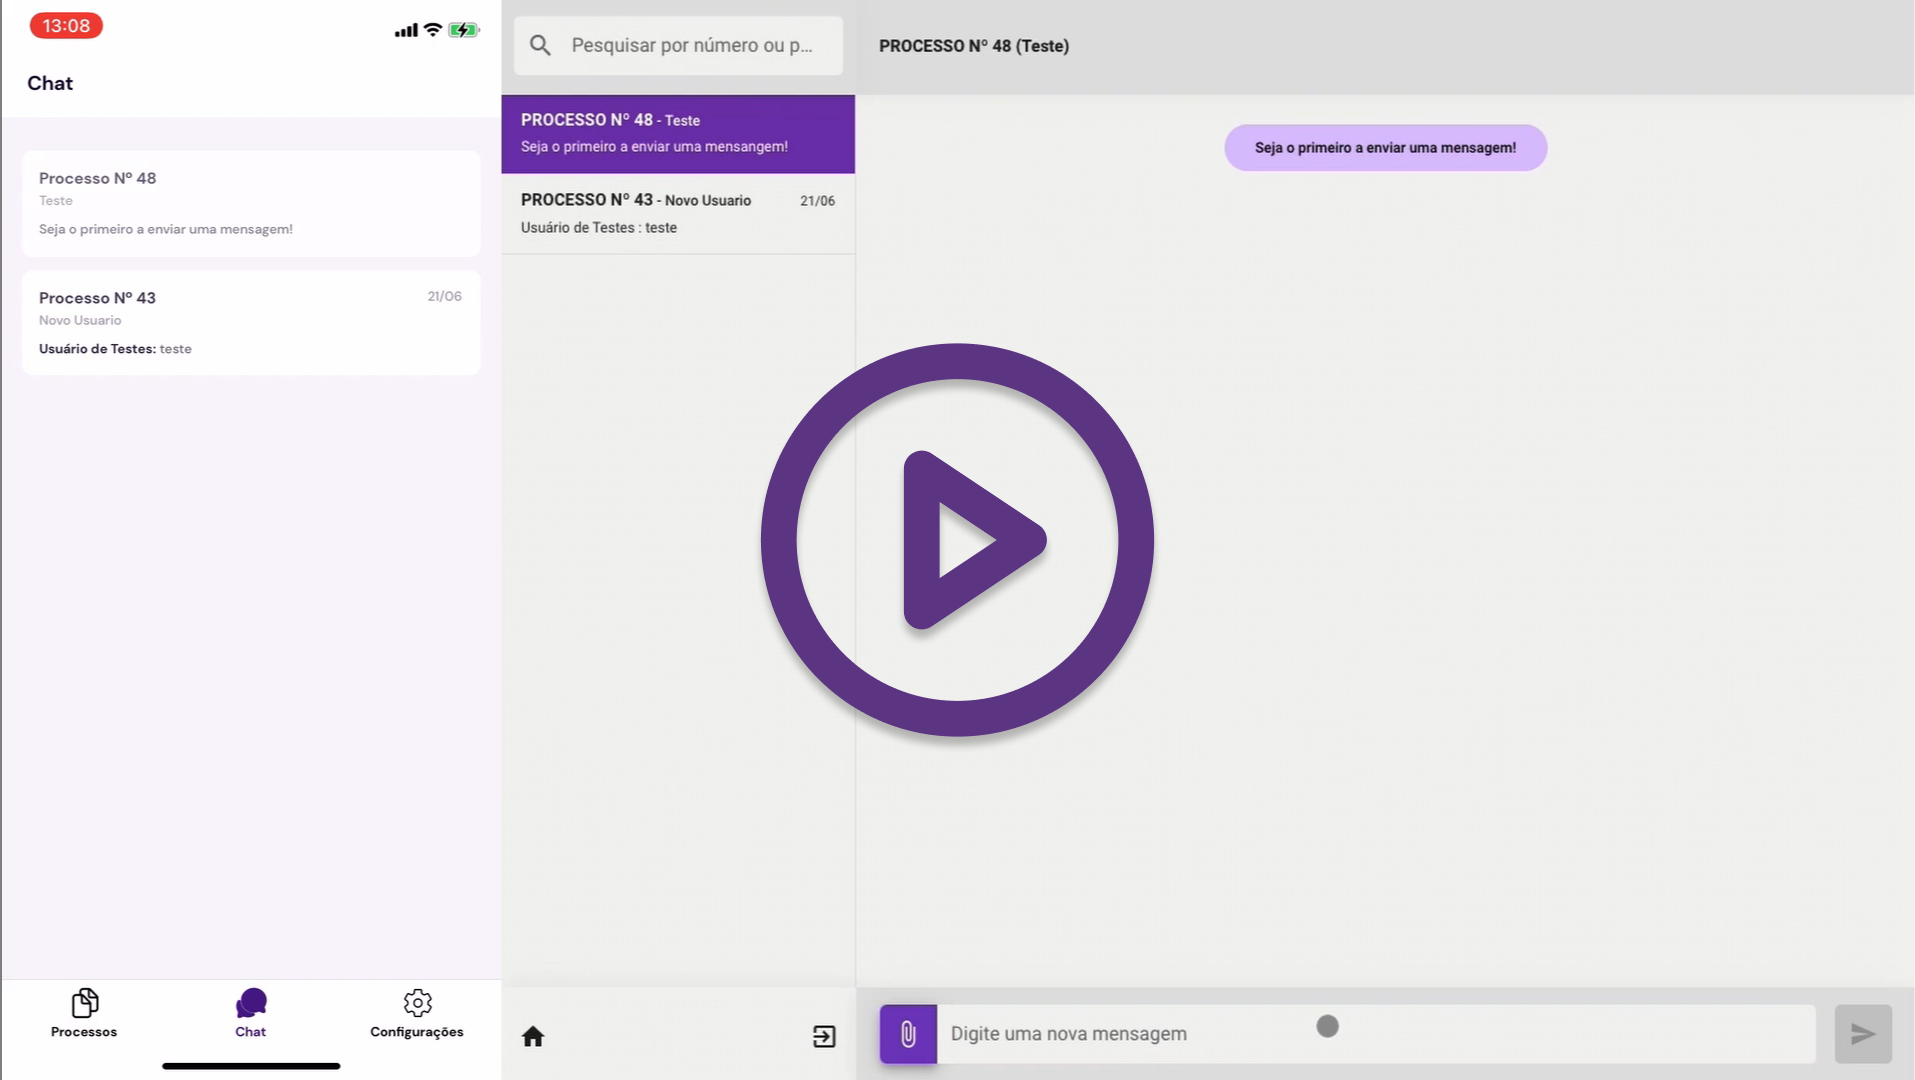 13:08
Chat
Processo Nº 48
Teste
Seja o primeiro a enviar uma mensagem!
Processo Nº 43
21/06
Novo Usuario
Usuário de Testes: teste
Processos
Chat
Configurações
Pesquisar por número ou p...
PROCESSO Nº 48 - Teste
Seja o primeiro a enviar uma mensangem!
PROCESSO Nº 43 - Novo Usuario
21/06
Usuário de Testes : teste
PROCESSO Nº 48 (Teste)
Seja o primeiro a enviar uma mensagem!
Digite uma nova mensagem